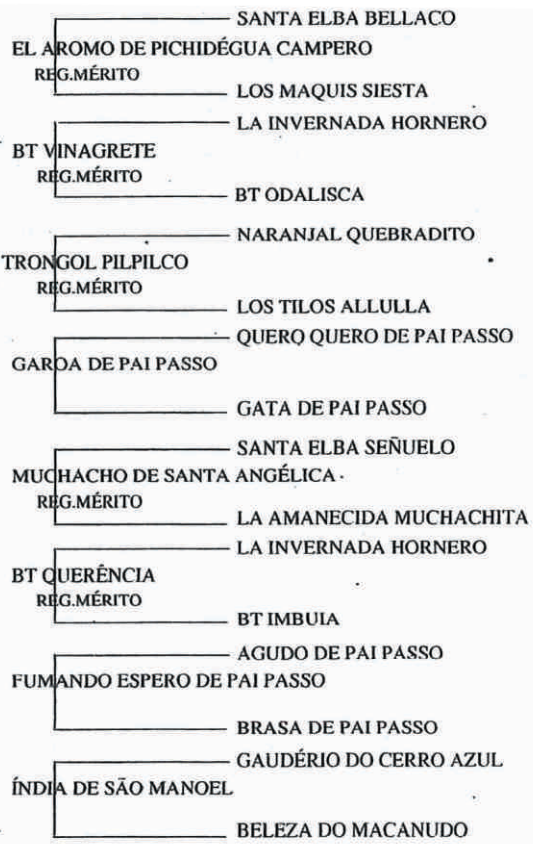 SANTA ELBA BELLACO
EL AROMO DE PICHIDÉGUA CAMPERO
REG.MÉRITO
LOS MAQUIS SIESTA
LA INVERNADA HORNERO
BT VINAGRETE
REG.MÉRITO
BT ODALISCA
NARANJAL QUEBRADITO
TRONGOL PILPILCO
REG.MÉRITO
LOS TILOS ALLULLA
QUERO QUERO DE PAI PASSO
GAROA DE PAI PASSO
GATA DE PAI PASSO
SANTA ELBA SEÑUELO
MUCHACHO DE SANTA ANGÉLICA
REG.MÉRITO
LA AMANECIDA MUCHACHITA
LA INVERNADA HORNERO
BT QUERÊNCIA
REG.MÉRITO
BT IMBUIA
AGUDO DE PAI PASSO
FUMANDO ESPERO DE PAI PASSO
BRASA DE PAI PASSO
GAUDÉRIO DO CERRO AZUL
ÍNDIA DE SÃO MANOEL
BELEZA DO MACANUDO